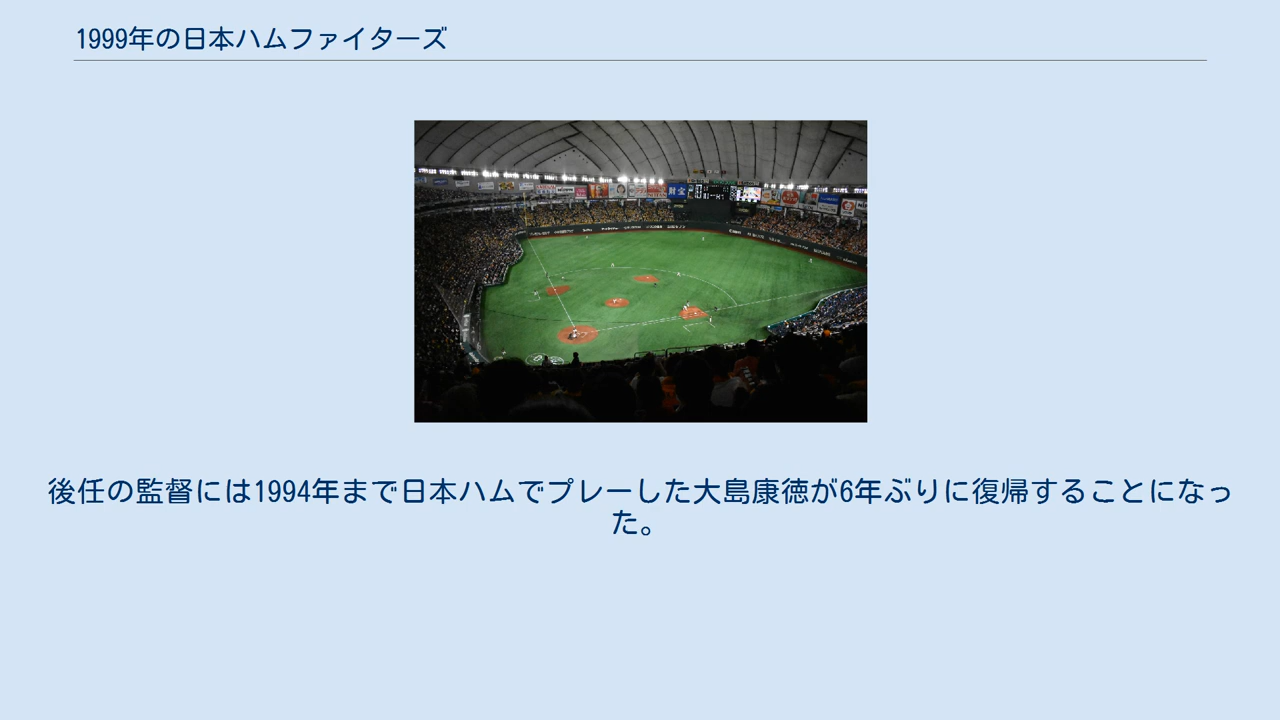 1999年の日本ハムファイターズ
後任の監督には1994年まで日本ハムでプレーした大島康徳が6年ぶりに復帰することになっ
た。